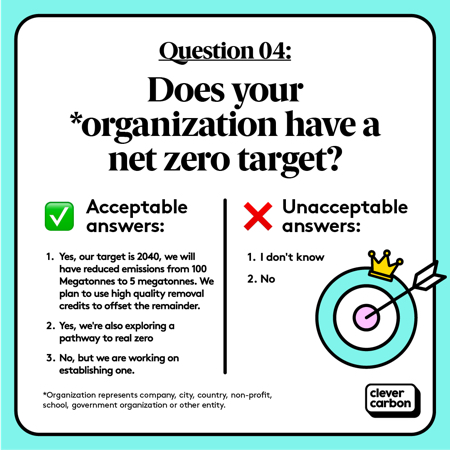 Question 04:
Does your
*organization have a
net zero target?
Acceptable
answers:
1. Yes, our target is 2040, we will
have reduced emissions from 100
Megatonnes to 5 megatonnes. We
plan to use high quality removal
credits to offset the remainder.
2. Yes, we're also exploring a
pathway to real zero
3. No, but we are working on
establishing one.
Unacceptable
answers:
1. I don't know
2. No
*Organization represents company, city, country, non-profit,
school, government organization or other entity.
clever
carbon